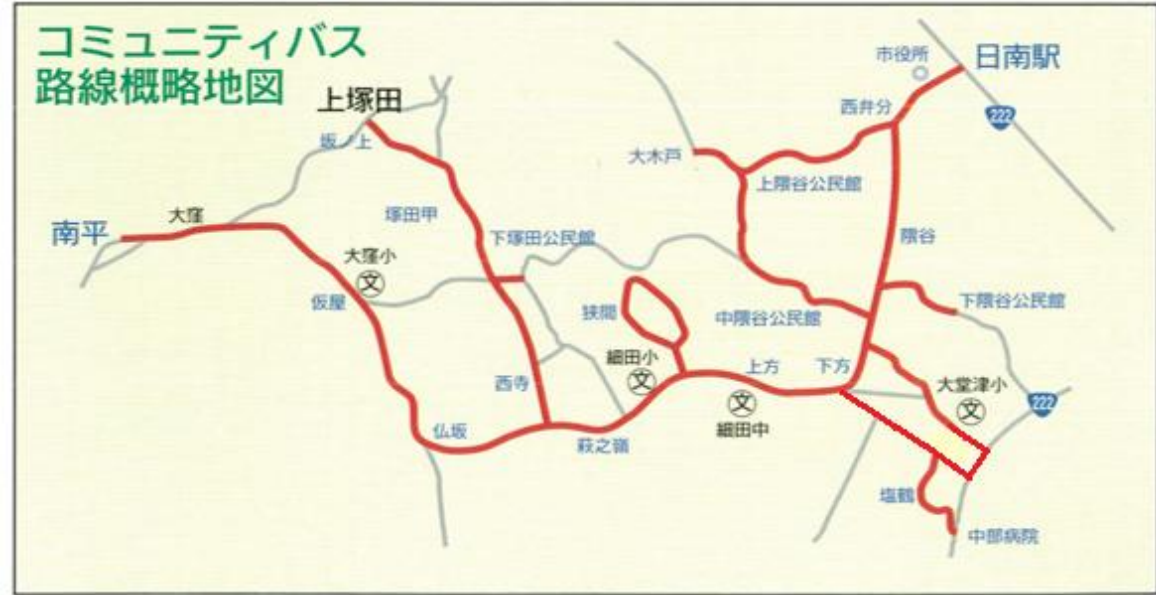 コミュニティバス
路線概略地図
上塚田
市役所
日南駅
222
西弁分
坂ノ上
大木戸
上隈谷公民館
大窪
塚田甲
南平
下塚田公民館
隈谷
大窪小
文
仮屋
狭間
中隈谷公民館
下隈谷公民館
細田小
文
上方
下方
西寺
大堂津小
文
222
文
細田中
仏坂
萩之嶺
塩鶴
中部病院